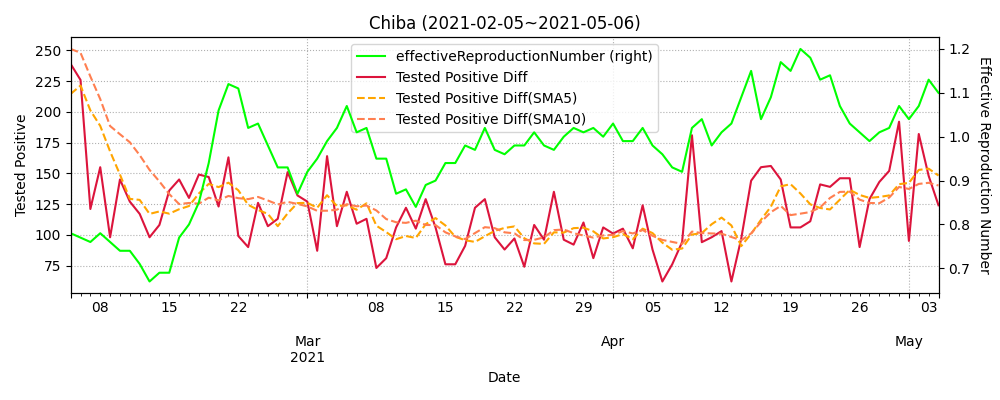 Chiba (2021-02-05~2021-05-06)
effectiveReproductionNumber (right)
Tested Positive Diff
Tested Positive Diff(SMA5)
Tested Positive Diff(SMA10)
Tested Positive
250
225
200
175
150
125
100
75
1.2
1.1
1.0
0.9
0.8
0.7
Effective Reproduction Number
08 15 22 08 15 22 29 05 12 19 26 03
Mar Apr May
2021
Date